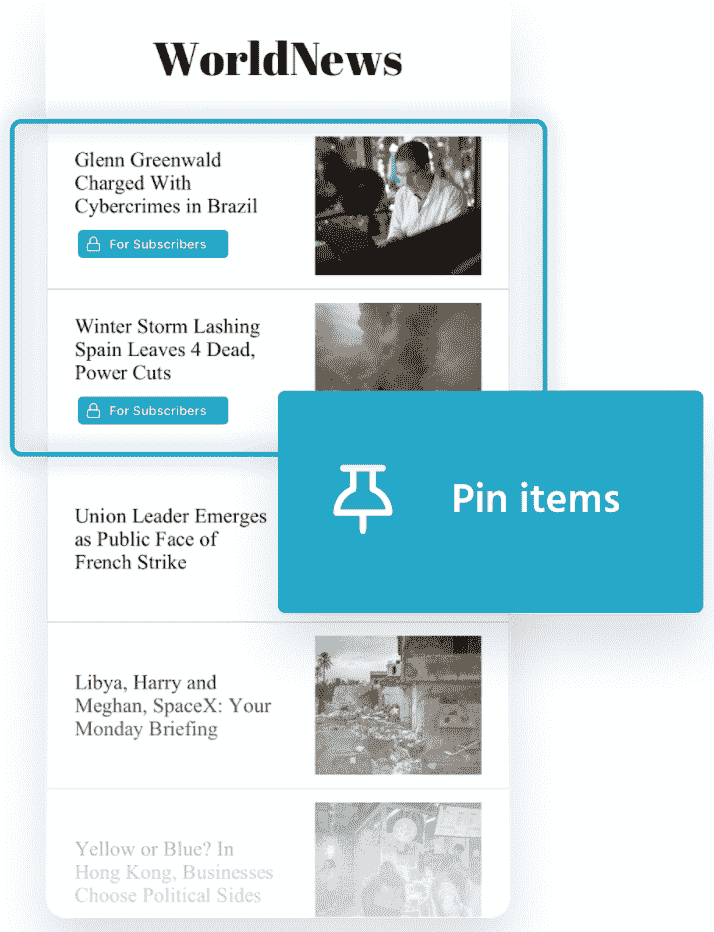 WorldNews
Glenn Greenwald
Charged With
Cybercrimes in Brazil
For Subscribers
Winter Storm Lashing
Spain Leaves 4 Dead,
Power Cuts
For Subscribers
Pin items
Union Leader Emerges
as Public Face of
French Strike
Libya, Harry and
Meghan, SpaceX: Your
Monday Briefing
Yellow or Blue? In
Hong Kong, Businesses
Choose Political Sides